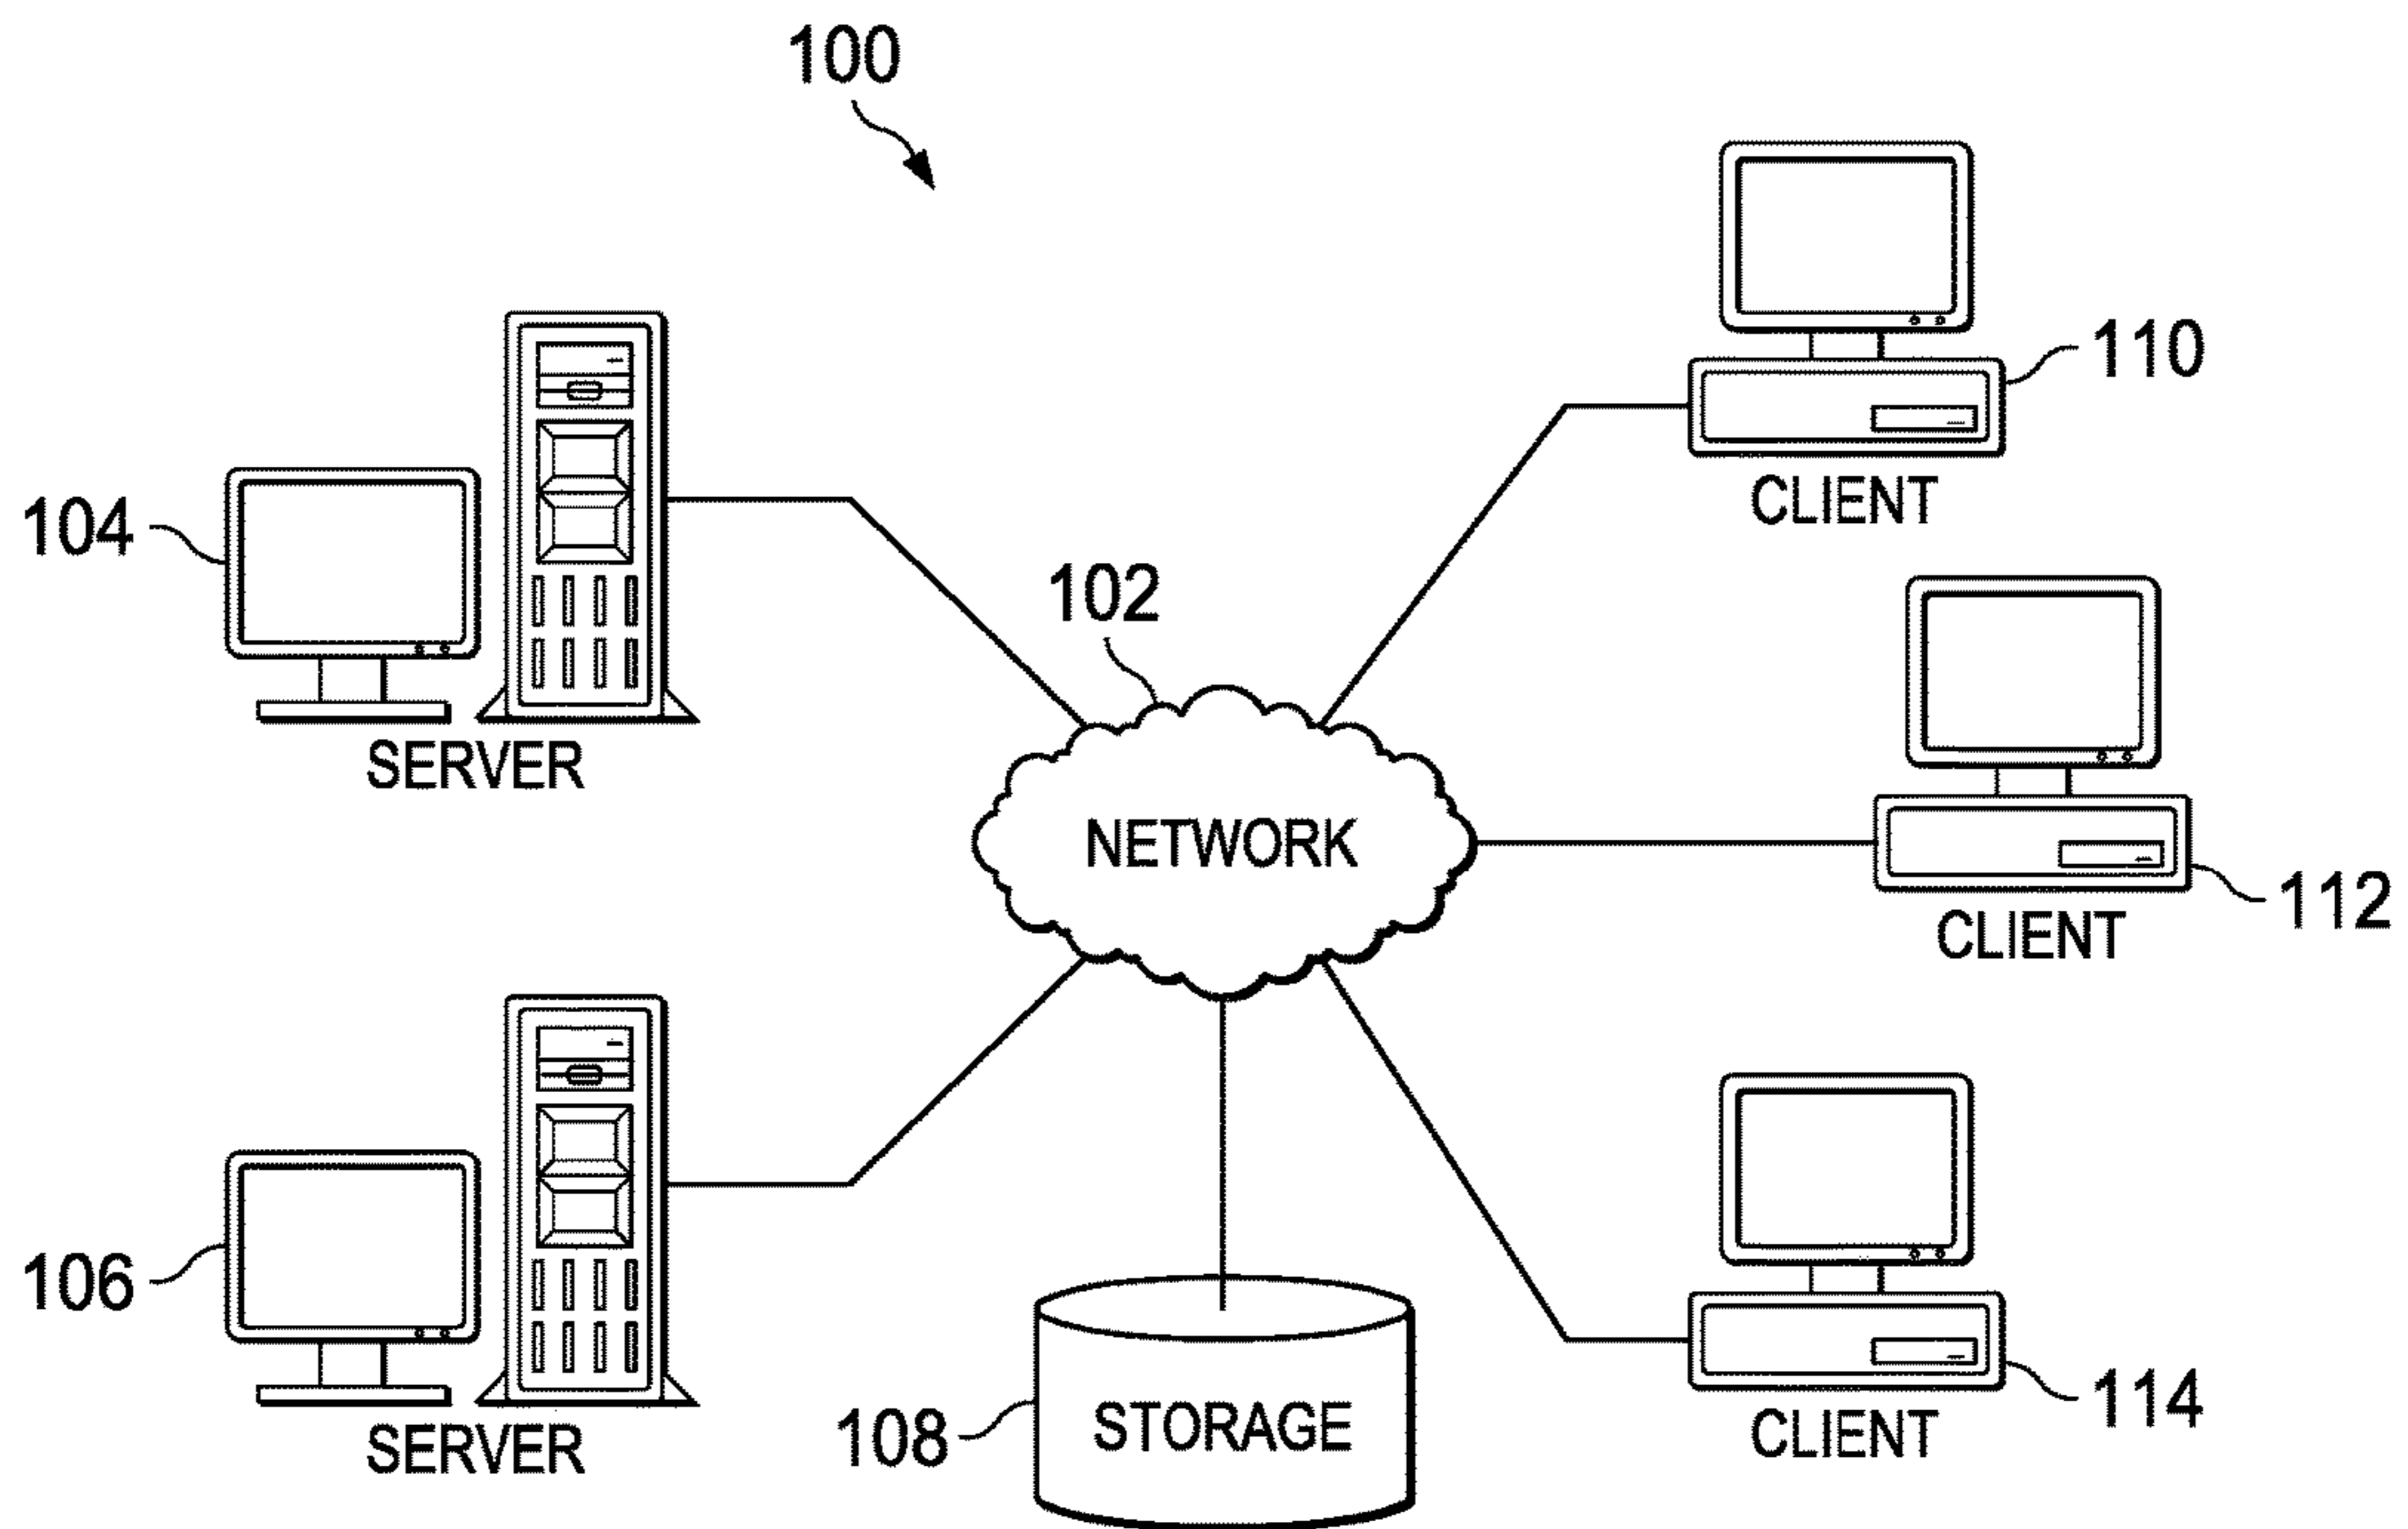 100
110
CLIENT
104
SERVER
102
NETWORK
112
CLIENT
106
SERVER
108
STORAGE
114
CLIENT